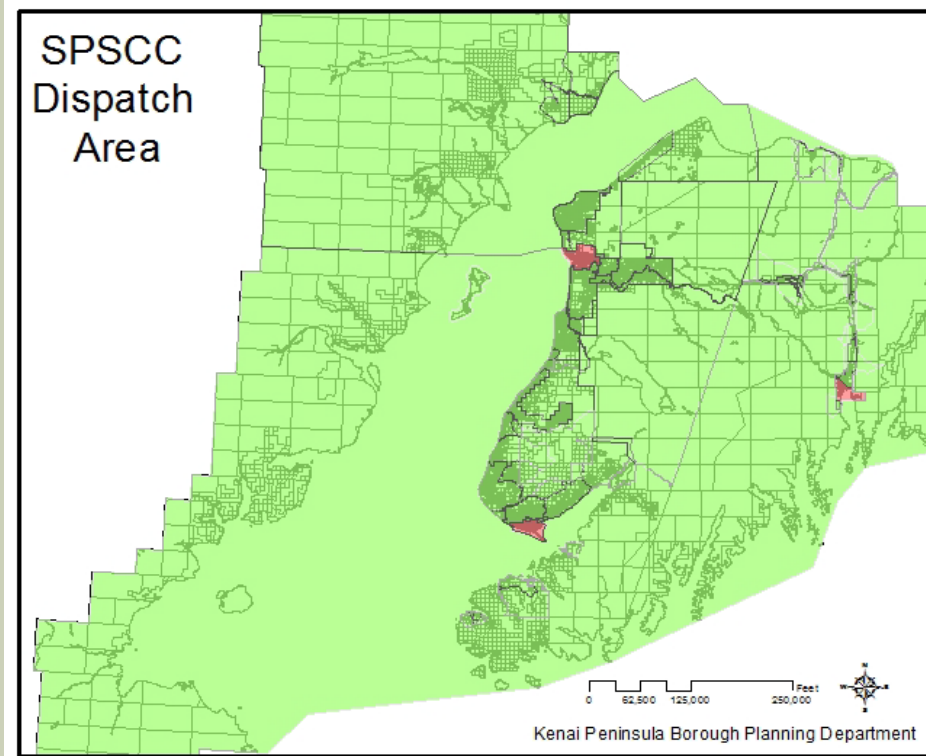 SPSCC
Dispatch
Area
N
W E
S
Feet
0 62,500 125,000 250,000
Kenai Peninsula Borough Planning Department